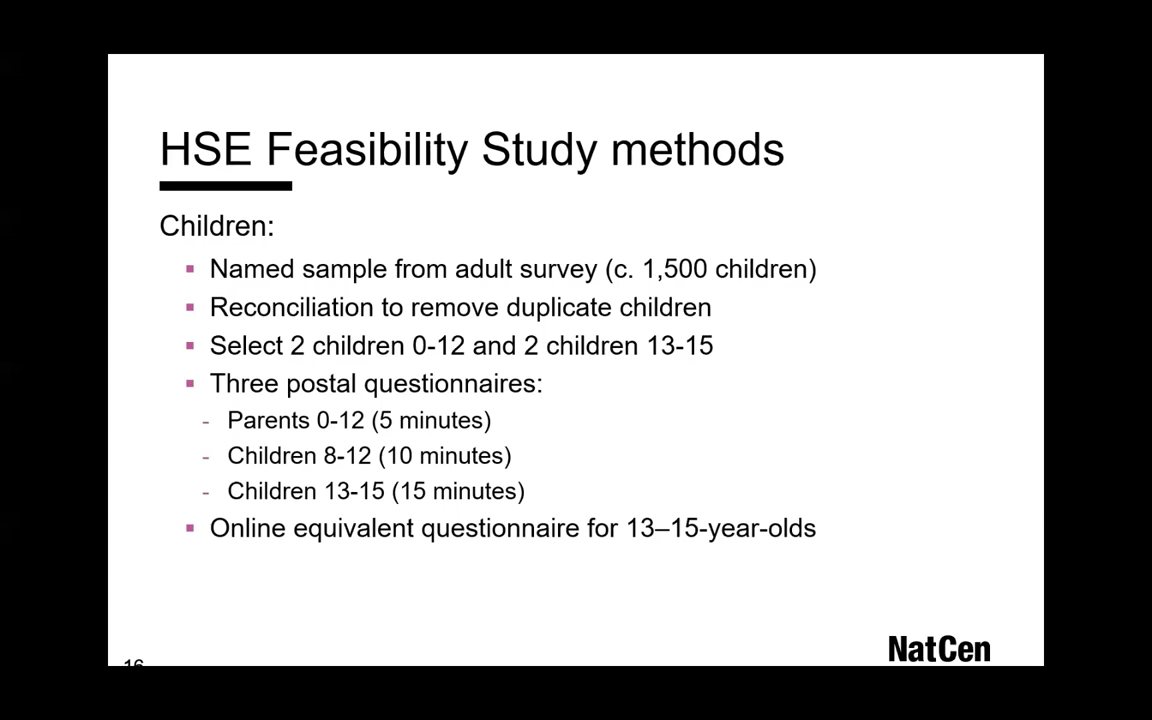 HSE Feasibility Study methods
Children:
▪ Named sample from adult survey (c. 1,500 children)
▪ Reconciliation to remove duplicate children
▪ Select 2 children 0-12 and 2 children 13-15
▪ Three postal questionnaires:
- Parents 0-12 (5 minutes)
- Children 8-12 (10 minutes)
- Children 13-15 (15 minutes)
▪ Online equivalent questionnaire for 13–15-year-olds
NatCen
16